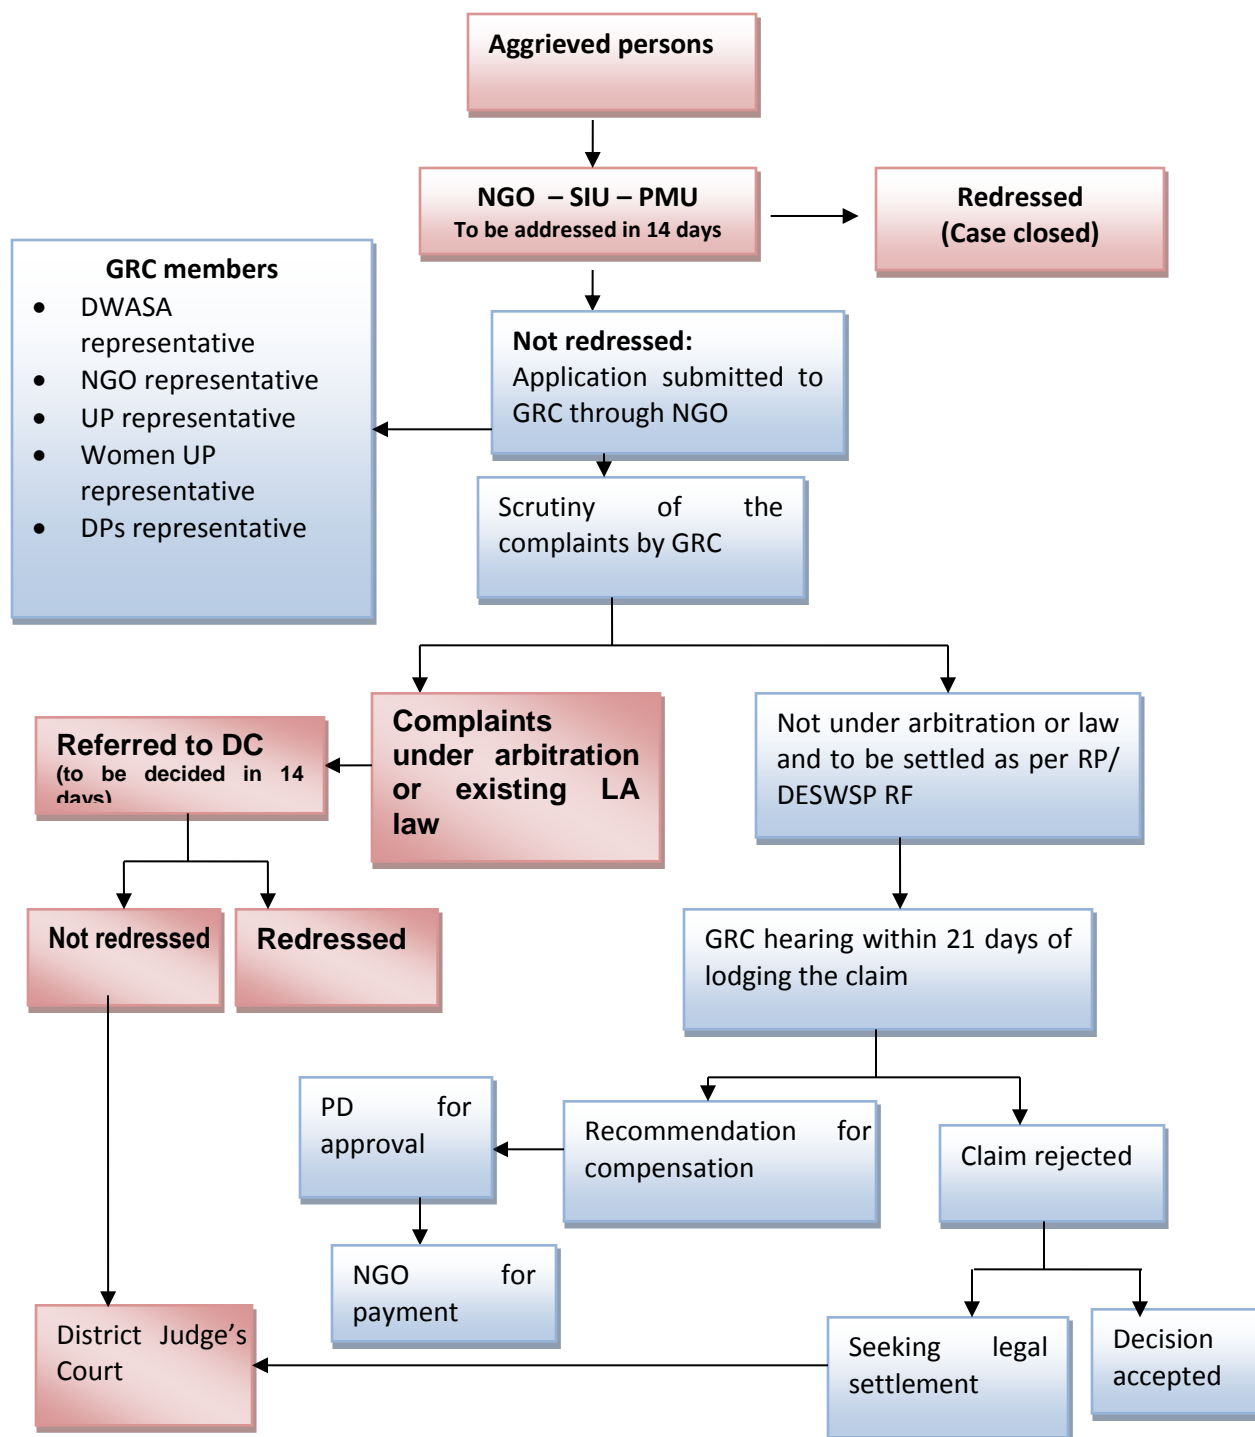 Aggrieved persons
NGO – SIU – PMU
To be addressed in 14 days
Redressed
(Case closed)
GRC members
• DWASA
representative
• NGO representative
• UP representative
• Women UP
representative
• DPs representative
Not redressed:
Application submitted to
GRC through NGO
Scrutiny of the
complaints by GRC
Complaints
under arbitration
or existing LA
law
Referred to DC
(to be decided in 14
days)
Not under arbitration or law
and to be settled as per RP/
DESWSP RF
Not redressed
Redressed
GRC hearing within 21 days of
lodging the claim
PD for
approval
Recommendation for
compensation
Claim rejected
NGO for
payment
District Judge's
Court
Seeking legal
settlement
Decision
accepted